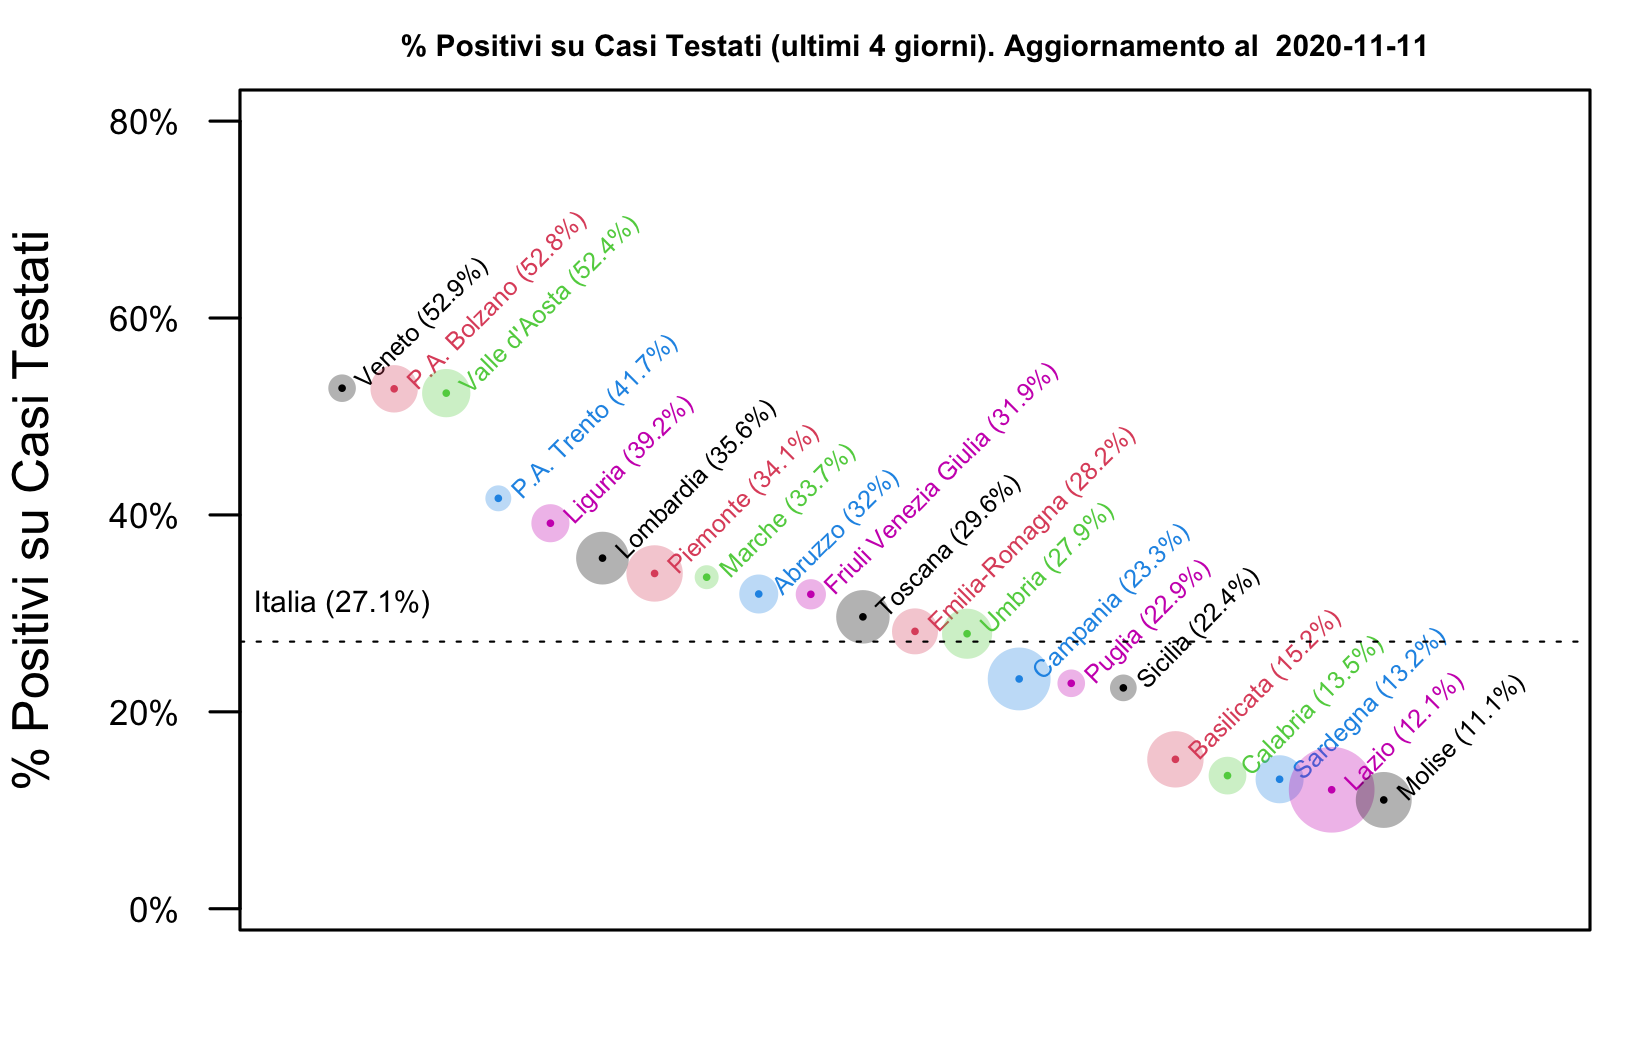 % Positivi su Casi Testati (ultimi 4 giorni). Aggiornamento al  2020-11-11
% Positivi su Casi Testati
80%
60%
40%
20%
0%
Italia (27.1%)
Veneto (52.9%)
P.A. Bolzano (52.8%)
Valle d'Aosta (52.4%)
P.A. Trento (41.7%)
Liguria (39.2%)
Lombardia (35.6%)
Piemonte (34.1%)
Marche (33.7%)
Abruzzo (32%)
Friuli Venezia Giulia (31.9%)
Toscana (29.6%)
Emilia-Romagna (28.2%)
Umbria (27.9%)
Campania (23.3%)
Puglia (22.9%)
Sicilia (22.4%)
Basilicata (15.2%)
Calabria (13.5%)
Sardegna (13.2%)
Lazio (12.1%)
Molise (11.1%)